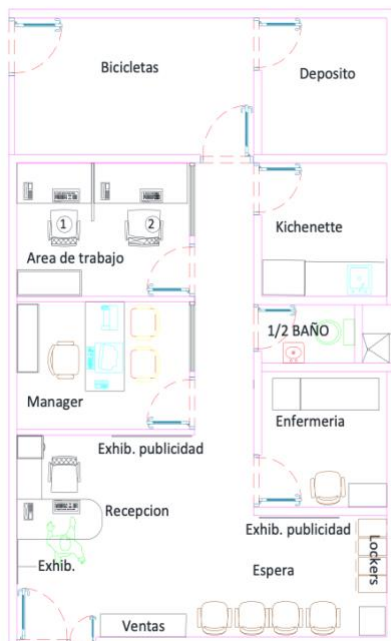 Bicicletas
Deposito
1
2
Area de trabajo
Kichenette
1/2 BAÑO
Manager
Enfermeria
Exhib. publicidad
Recepcion
Exhib. publicidad
Exhib.
Espera
Lockers
Ventas